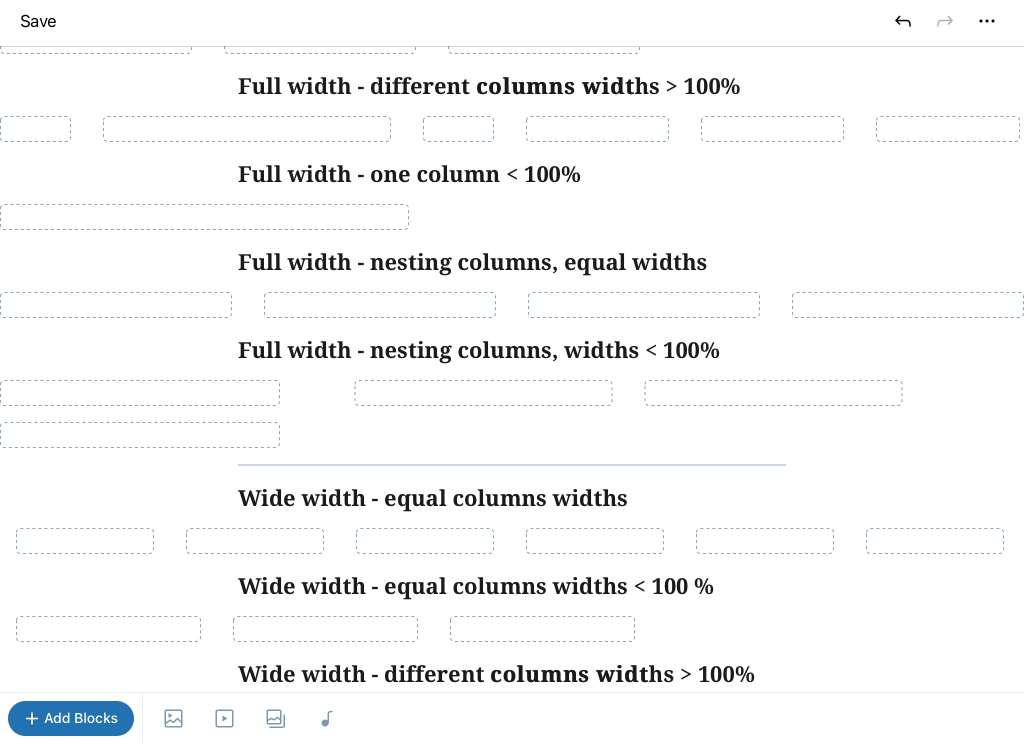 Save
Full width - different columns widths > 100%
Full width - one column < 100%
Full width - nesting columns, equal widths
Full width - nesting columns, widths < 100%
Wide width - equal columns widths
Wide width - equal columns widths < 100 %
Wide width - different columns widths > 100%
Add Blocks